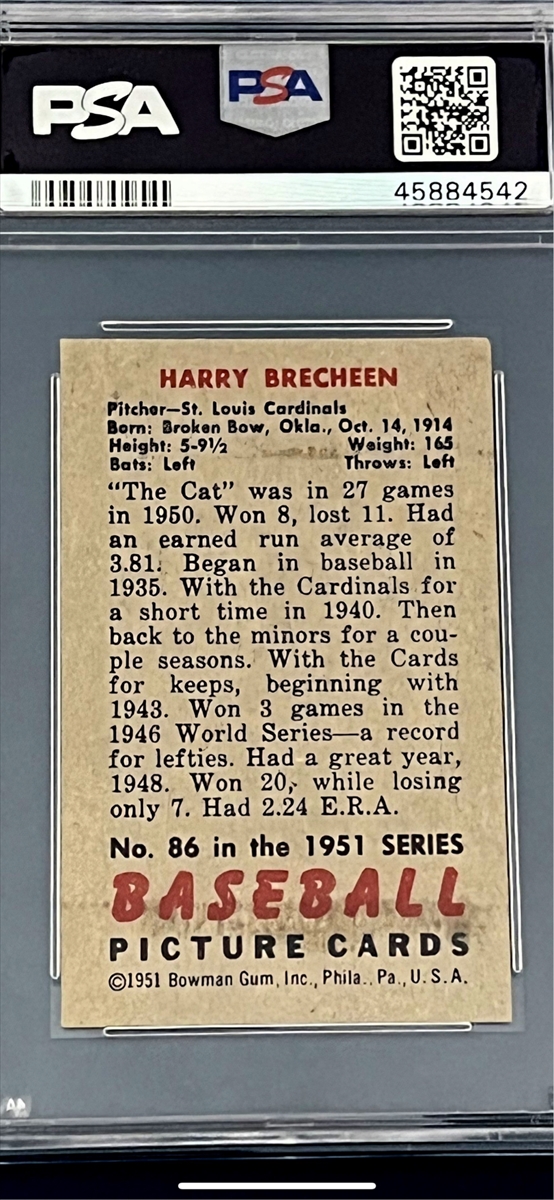 PSA
PSA
45884542
HARRY BRECHEEN
Pitcher—St. Louis Cardinals
Born: Broken Bow, Okla., Oct. 14, 1914
Height: 5-9½ Weight: 165
Bats: Left Throws: Left
"The Cat" was in 27 games
in 1950. Won 8, lost 11. Had
an earned run average of
3.81. Began in baseball in
1935. With the Cardinals for
a short time in 1940. Then
back to the minors for a cou-
ple seasons. With the Cards
for keeps, beginning with
1943. Won 3 games in the
1946 World Series—a record
for lefties. Had a great year,
1948. Won 20, while losing
only 7. Had 2.24 E.R.A.
No. 86 in the 1951 SERIES
BASEBALL
PICTURE CARDS
©1951 Bowman Gum, Inc., Phila., Pa., U.S.A.